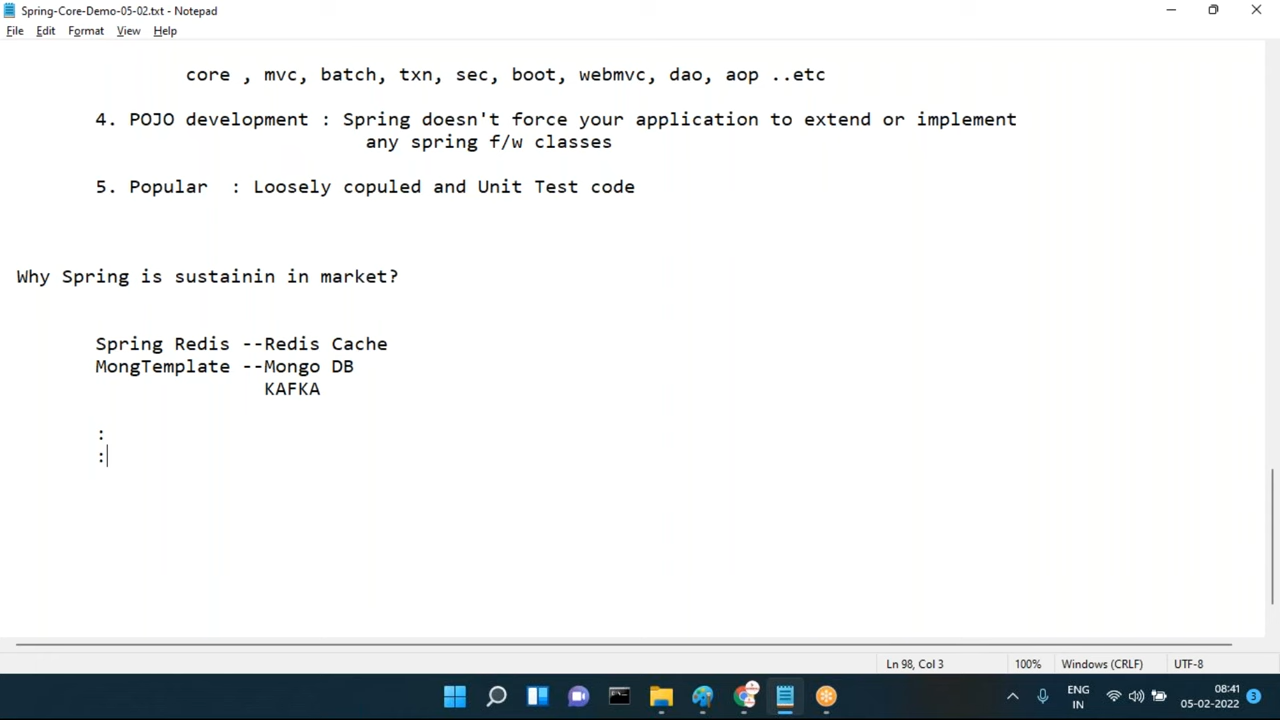 Spring-Core-Demo-05-02.txt - Notepad
File Edit Format View Help
core , mvc, batch, txn, sec, boot, webmvc, dao, aop ..etc
4. POJO development : Spring doesn't force your application to extend or implement
any spring f/w classes
5. Popular : Loosely copuled and Unit Test code
Why Spring is sustainin in market?
Spring Redis --Redis Cache
MongTemplate --Mongo DB
KAFKA
:
:
Ln 98, Col 3 100% Windows (CRLF) UTF-8
ENG
IN
08:41
05-02-2022
3